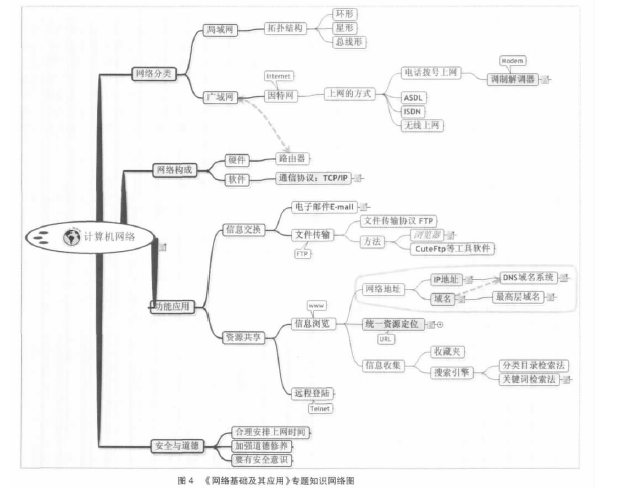 计算机网络
网络分类
局域网
拓扑结构
环形
星形
总线形
广域网
Internet
因特网
上网的方式
电话拨号上网
Modem
调制解调器
ASDL
ISDN
无线上网
网络构成
硬件
路由器
软件
通信协议：TCP/IP
功能应用
信息交换
电子邮件E-mail
文件传输
FTP
文件传输协议 FTP
方法
浏览器
CuteFtp等工具软件
资源共享
www
信息浏览
网络地址
IP地址
DNS域名系统
域名
最高层域名
统一资源定位
URL
信息收集
收藏夹
搜索引擎
分类目录检索法
关键词检索法
远程登陆
Telnet
安全与道德
合理安排上网时间
加强道德修养
要有安全意识
图 4 《网络基础及其应用》专题知识网络图